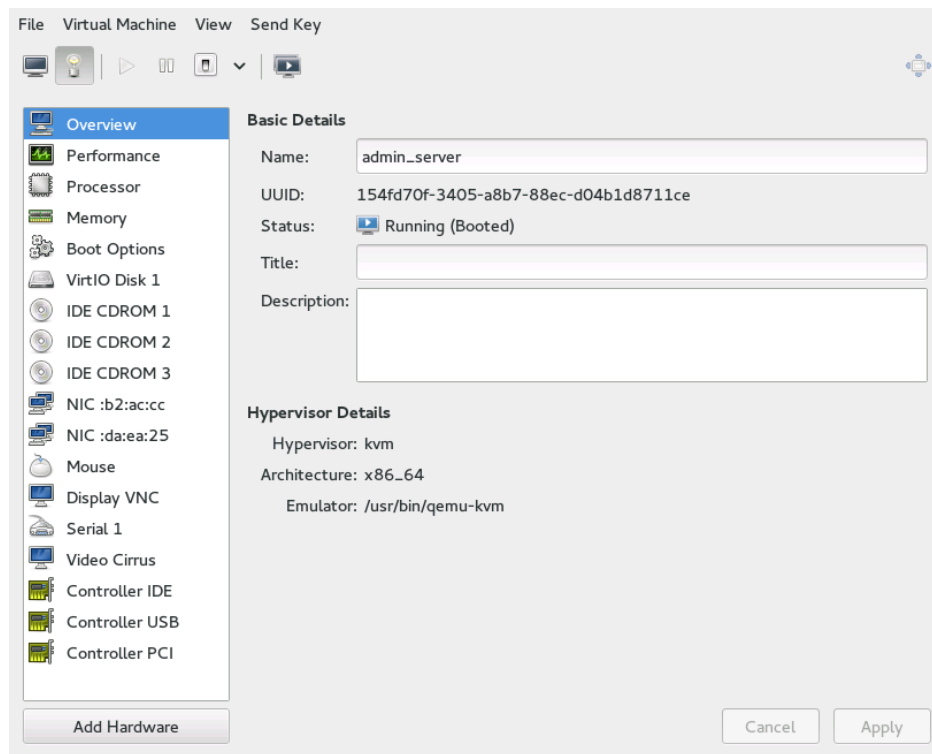 File Virtual Machine View Send Key
Overview
Performance
Processor
Memory
Boot Options
VirtIO Disk 1
IDE CDROM 1
IDE CDROM 2
IDE CDROM 3
NIC :b2:ac:cc
NIC :da:ea:25
Mouse
Display VNC
Serial 1
Video Cirrus
Controller IDE
Controller USB
Controller PCI
Add Hardware
Basic Details
Name: admin_server
UUID: 154fd70f-3405-a8b7-88ec-d04b1d8711ce
Status: Running (Booted)
Title:
Description:
Hypervisor Details
Hypervisor: kvm
Architecture: x86_64
Emulator: /usr/bin/qemu-kvm
Cancel Apply